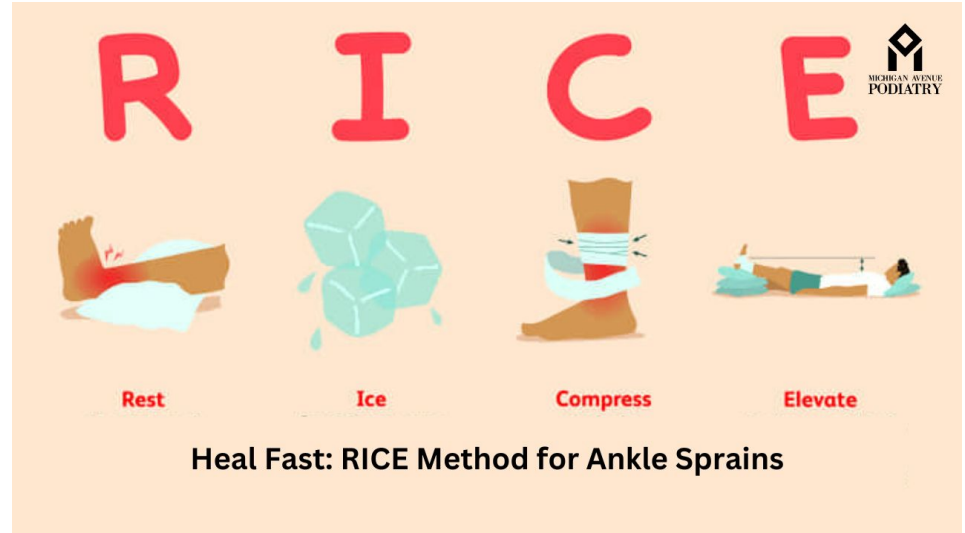 R I C E
MICHIGAN AVENUE
PODIATRY
Rest Ice Compress Elevate
Heal Fast: RICE Method for Ankle Sprains